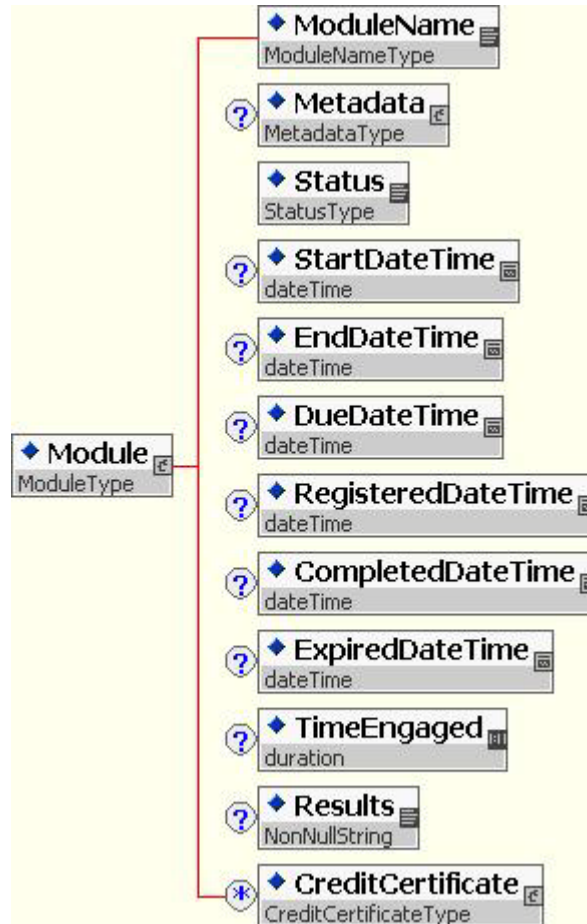 ModuleName
ModuleNameType
? Metadata
MetadataType
Status
StatusType
? StartDateTime
dateTime
? EndDateTime
dateTime
? DueDateTime
dateTime
Module
ModuleType
? RegisteredDateTime
dateTime
? CompletedDateTime
dateTime
? ExpiredDateTime
dateTime
? TimeEngaged
duration
? Results
NonNullString
* CreditCertificate
CreditCertificateType